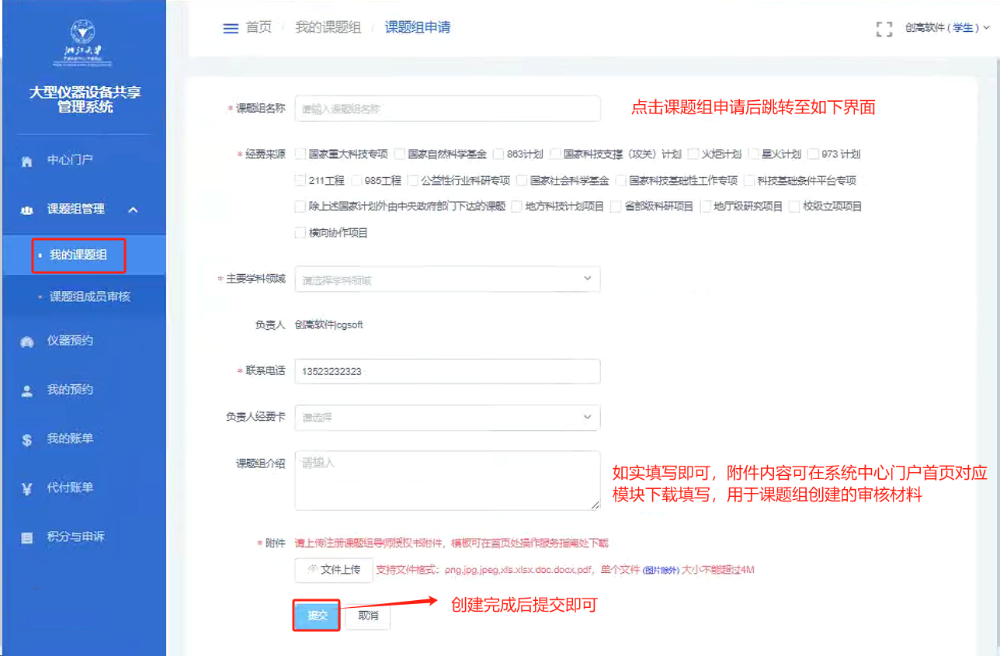 首页 / 我的课题组 / 课题组申请
创高软件 ( 学生 )
浙江大学
大型仪器设备共享
管理系统
中心门户
课题组管理
我的课题组
课题组成员审核
仪器预约
我的预约
我的账单
代付账单
积分与申诉
* 课题组名称 请输入课题组名称
点击课题组申请后跳转至如下界面
* 经费来源 国家重大科技专项 国家自然科学基金 863计划 国家科技支撑（攻关）计划 火炬计划 星火计划 973 计划
211工程 985工程 公益性行业科研专项 国家社会科学基金 国家科技基础性工作专项 科技基础条件平台专项
除上述国家计划外由中央政府部门下达的课题 地方科技计划项目 省部级科研项目 地厅级研究项目 校级立项项目
横向协作项目
* 主要学科领域 请选择学科领域
负责人 创高软件|cgsoft
* 联系电话 13523232323
负责人经费卡 请选择
课题组介绍 请输入
如实填写即可，附件内容可在系统中心门户首页对应
模块下载填写，用于课题组创建的审核材料
* 附件 请上传注册课题组导师授权书附件，模板可在首页处操作服务指南处下载
文件上传 支持文件格式：png,jpg,jpeg,xls,xlsx,doc,docx,pdf，单个文件 (图片除外) 大小不能超过4M
提交 取消
创建完成后提交即可